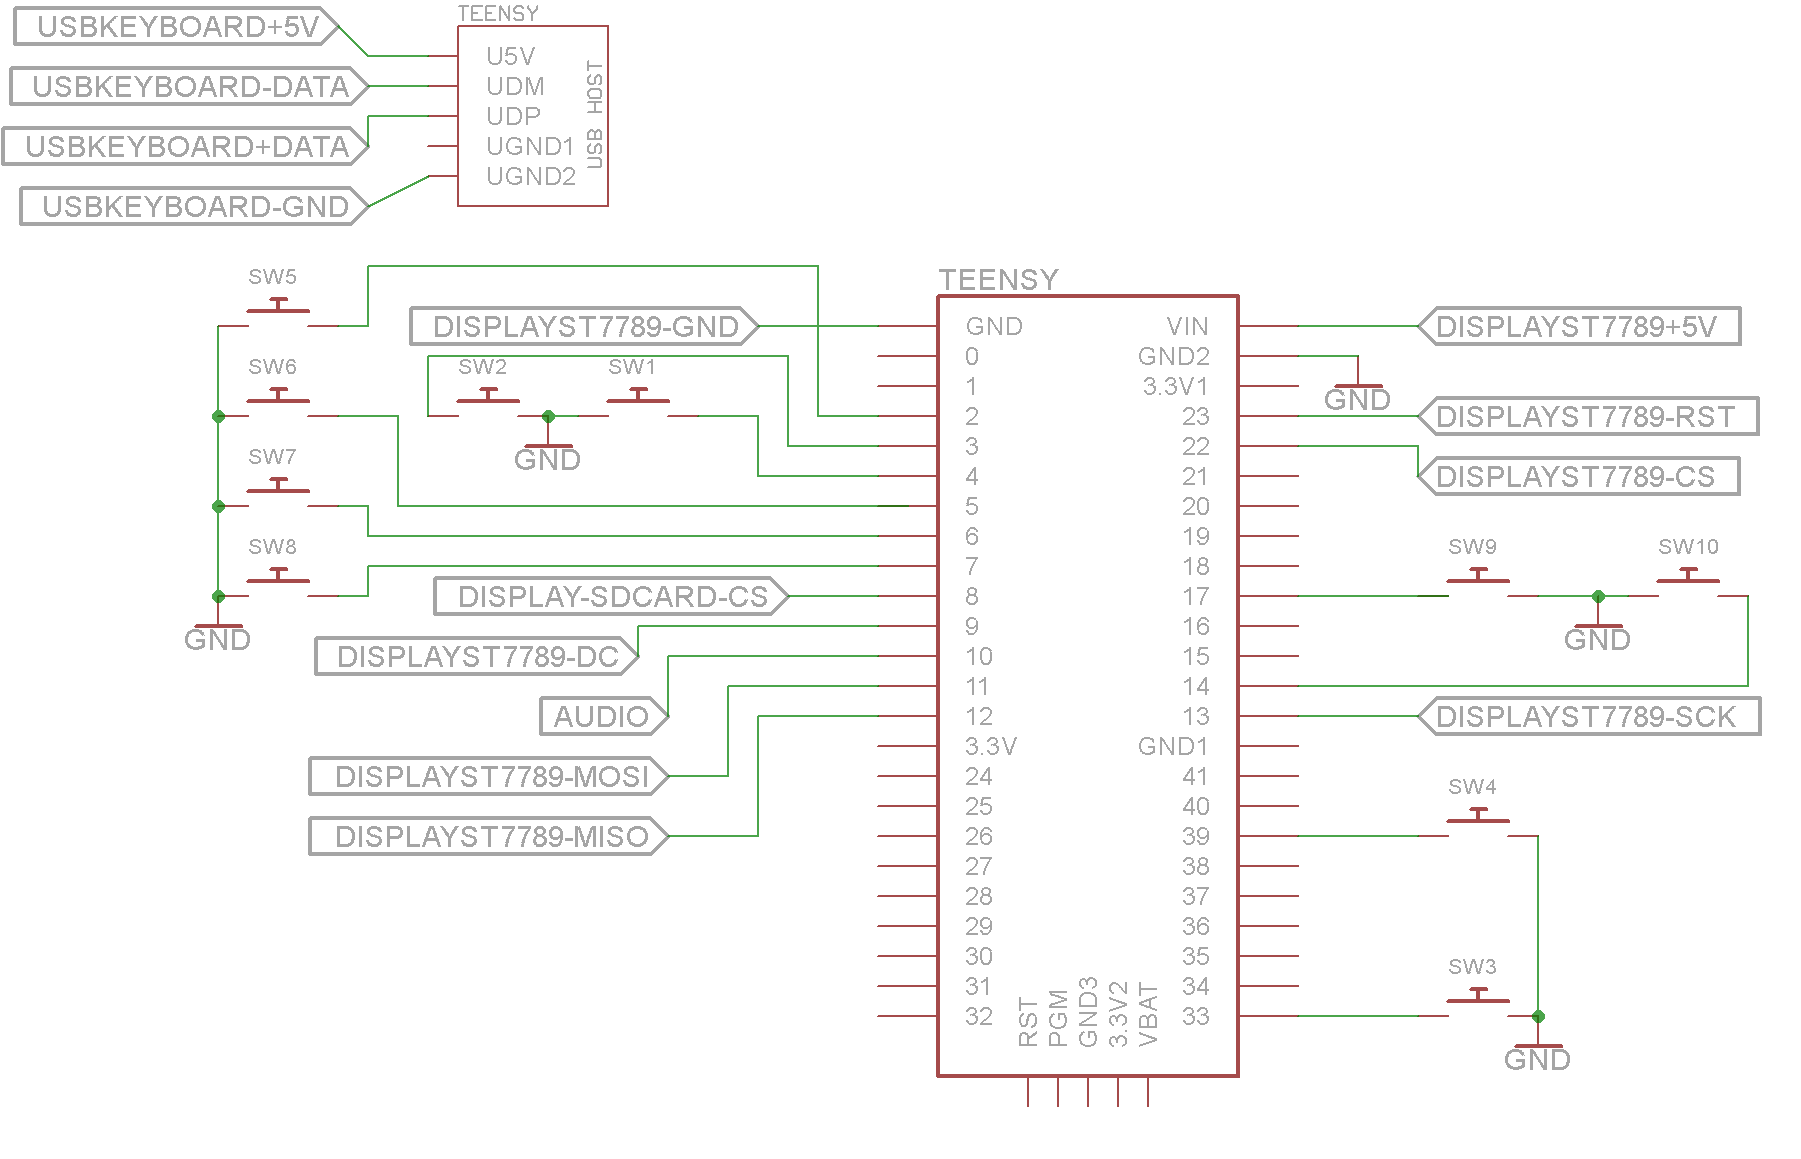 TEENSY
USBKEYBOARD+5V
USBKEYBOARD-DATA
USBKEYBOARD+DATA
USBKEYBOARD-GND
U5V
UDM
UDP
UGND1
UGND2
USB HOST
SW5
SW6
SW7
SW8
GND
DISPLAYST7789-GND
SW2
SW1
GND
DISPLAY-SDCARD-CS
DISPLAYST7789-DC
AUDIO
DISPLAYST7789-MOSI
DISPLAYST7789-MISO
TEENSY
GND
0
1
2
3
4
5
6
7
8
9
10
11
12
3.3V
24
25
26
27
28
29
30
31
32
RST
PGM
GND3
3.3V2
VBAT
VIN
GND2
3.3V1
23
22
21
20
19
18
17
16
15
14
13
GND1
41
40
39
38
37
36
35
34
33
DISPLAYST7789+5V
GND
DISPLAYST7789-RST
DISPLAYST7789-CS
SW9
SW10
GND
DISPLAYST7789-SCK
SW4
SW3
GND